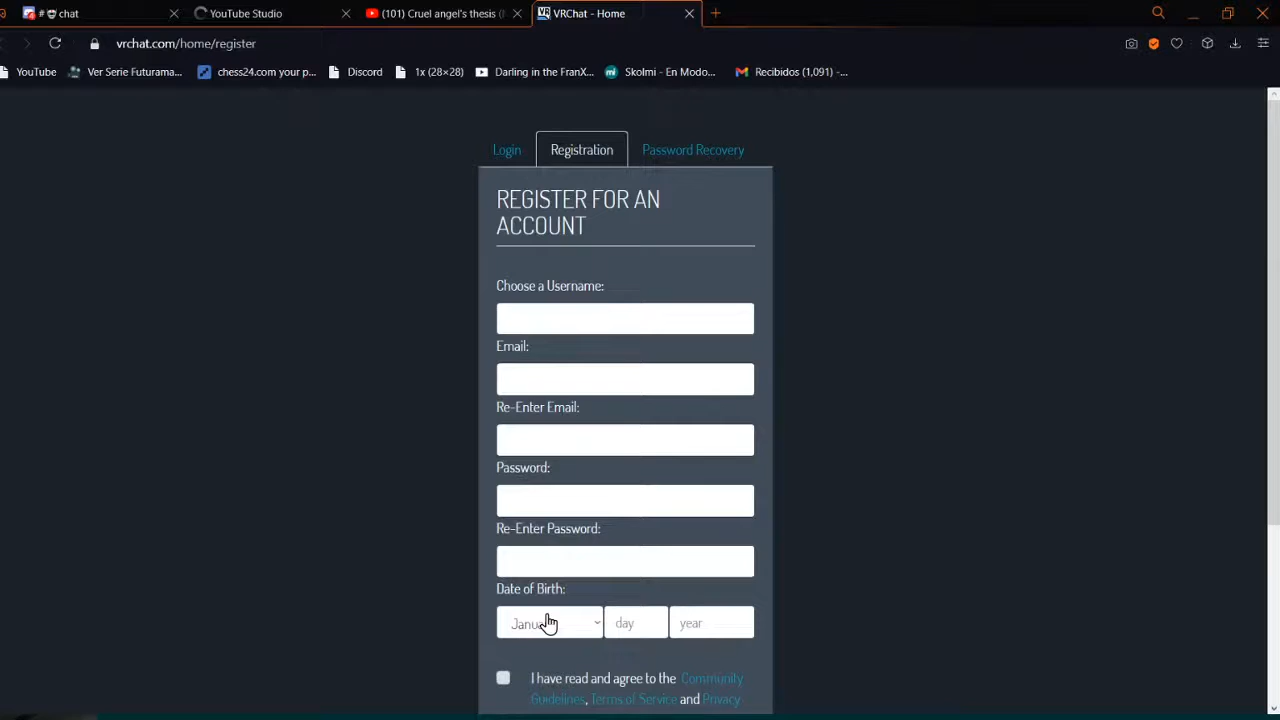 # chat
YouTube Studio
(101) Cruel angel's thesis (
VRChat - Home
vrchat.com/home/register
YouTube
Ver Serie Futurama...
chess24.com your p...
Discord
1x (28×28)
Darling in the FranX...
Skolmi - En Modo...
Recibidos (1,091) -...
Login
Registration
Password Recovery
REGISTER FOR AN
ACCOUNT
Choose a Username:
Email:
Re-Enter Email:
Password:
Re-Enter Password:
Date of Birth:
day
year
I have read and agree to the Community
Guidelines, Terms of Service and Privacy